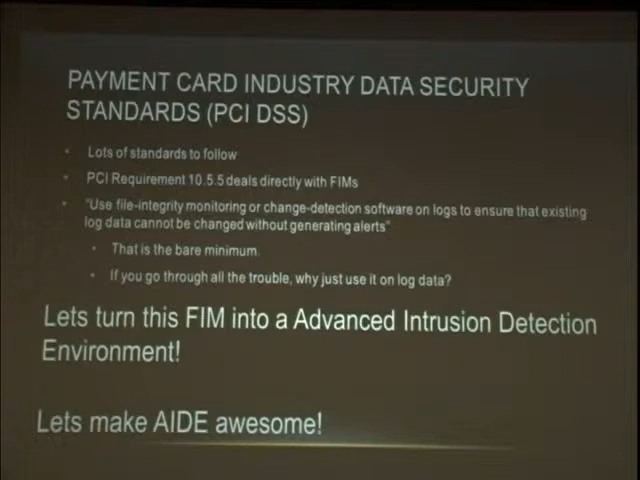 PAYMENT CARD INDUSTRY DATA SECURITY
STANDARDS (PCI DSS)
• Lots of standards to follow
• PCI Requirement 10.5.5 deals directly with FIMs
• "Use file-integrity monitoring or change-detection software on logs to ensure that existing
log data cannot be changed without generating alerts"
• That is the bare minimum.
• If you go through all the trouble, why just use it on log data?
Lets turn this FIM into a Advanced Intrusion Detection
Environment!
Lets make AIDE awesome!